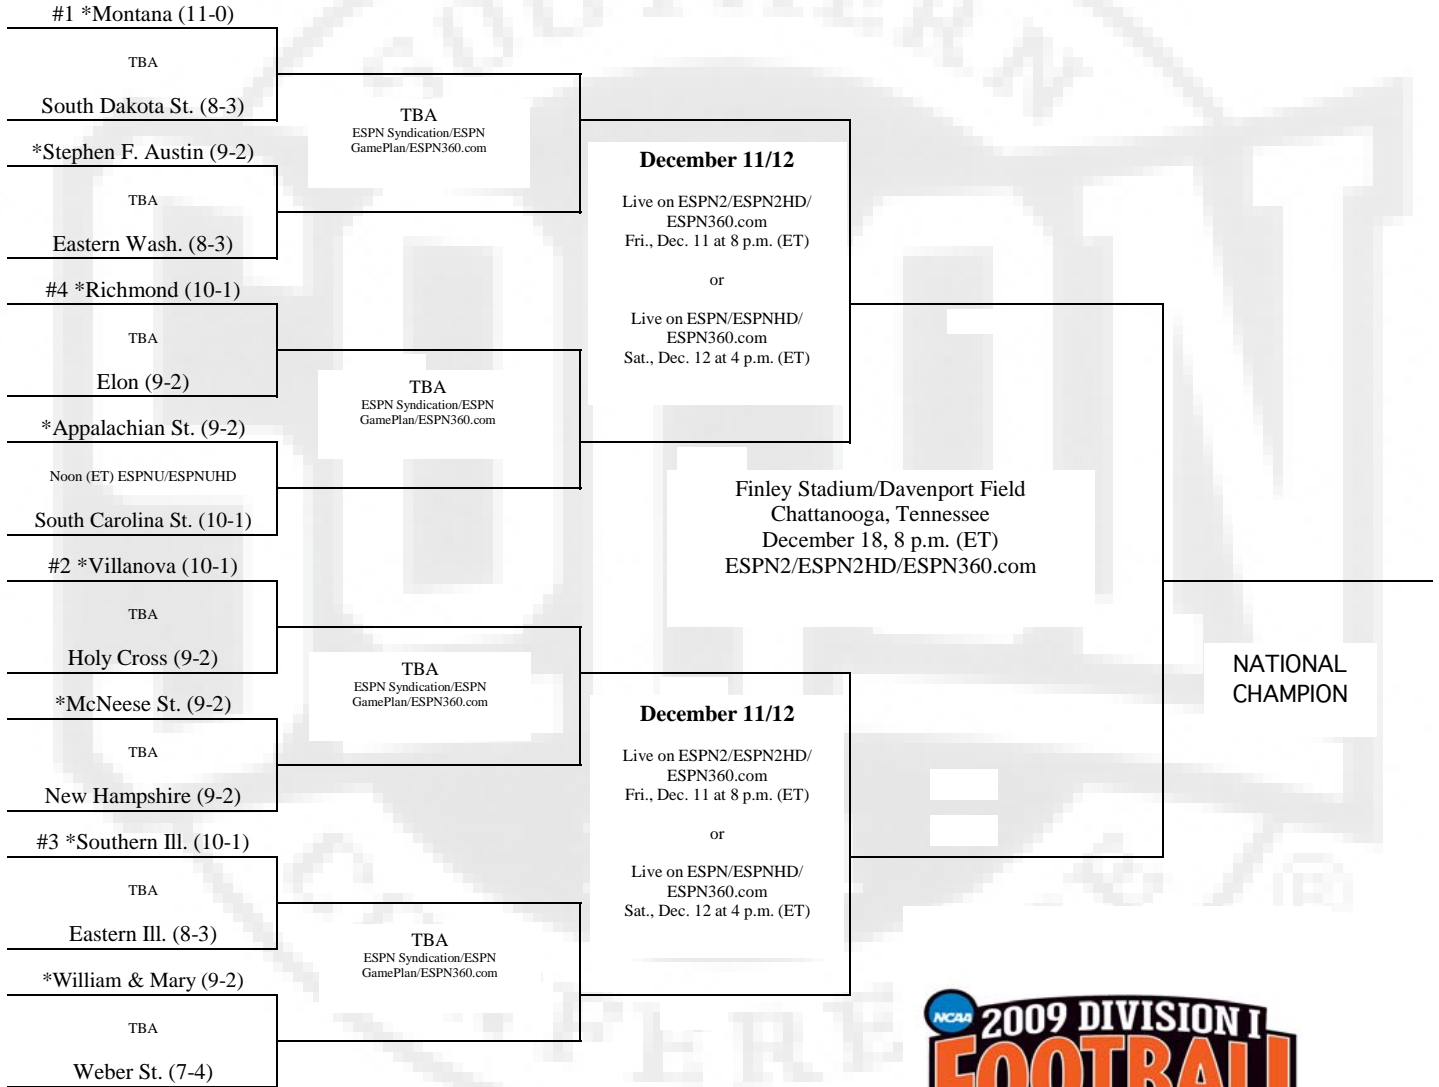 #1 *Montana (11-0)
TBA
South Dakota St. (8-3)
*Stephen F. Austin (9-2)
TBA
Eastern Wash. (8-3)
#4 *Richmond (10-1)
TBA
Elon (9-2)
*Appalachian St. (9-2)
Noon (ET) ESPNU/ESPNUHD
South Carolina St. (10-1)
#2 *Villanova (10-1)
TBA
Holy Cross (9-2)
*McNeese St. (9-2)
TBA
New Hampshire (9-2)
#3 *Southern Ill. (10-1)
TBA
Eastern Ill. (8-3)
*William & Mary (9-2)
TBA
Weber St. (7-4)
TBA
ESPN Syndication/ESPN
GamePlan/ESPN360.com
TBA
ESPN Syndication/ESPN
GamePlan/ESPN360.com
TBA
ESPN Syndication/ESPN
GamePlan/ESPN360.com
TBA
ESPN Syndication/ESPN
GamePlan/ESPN360.com
December 11/12
Live on ESPN2/ESPN2HD/
ESPN360.com
Fri., Dec. 11 at 8 p.m. (ET)
or
Live on ESPN/ESPNHD/
ESPN360.com
Sat., Dec. 12 at 4 p.m. (ET)
December 11/12
Live on ESPN2/ESPN2HD/
ESPN360.com
Fri., Dec. 11 at 8 p.m. (ET)
or
Live on ESPN/ESPNHD/
ESPN360.com
Sat., Dec. 12 at 4 p.m. (ET)
Finley Stadium/Davenport Field
Chattanooga, Tennessee
December 18, 8 p.m. (ET)
ESPN2/ESPN2HD/ESPN360.com
NATIONAL
CHAMPION
NCAA 2009 DIVISION I
FOOTBALL